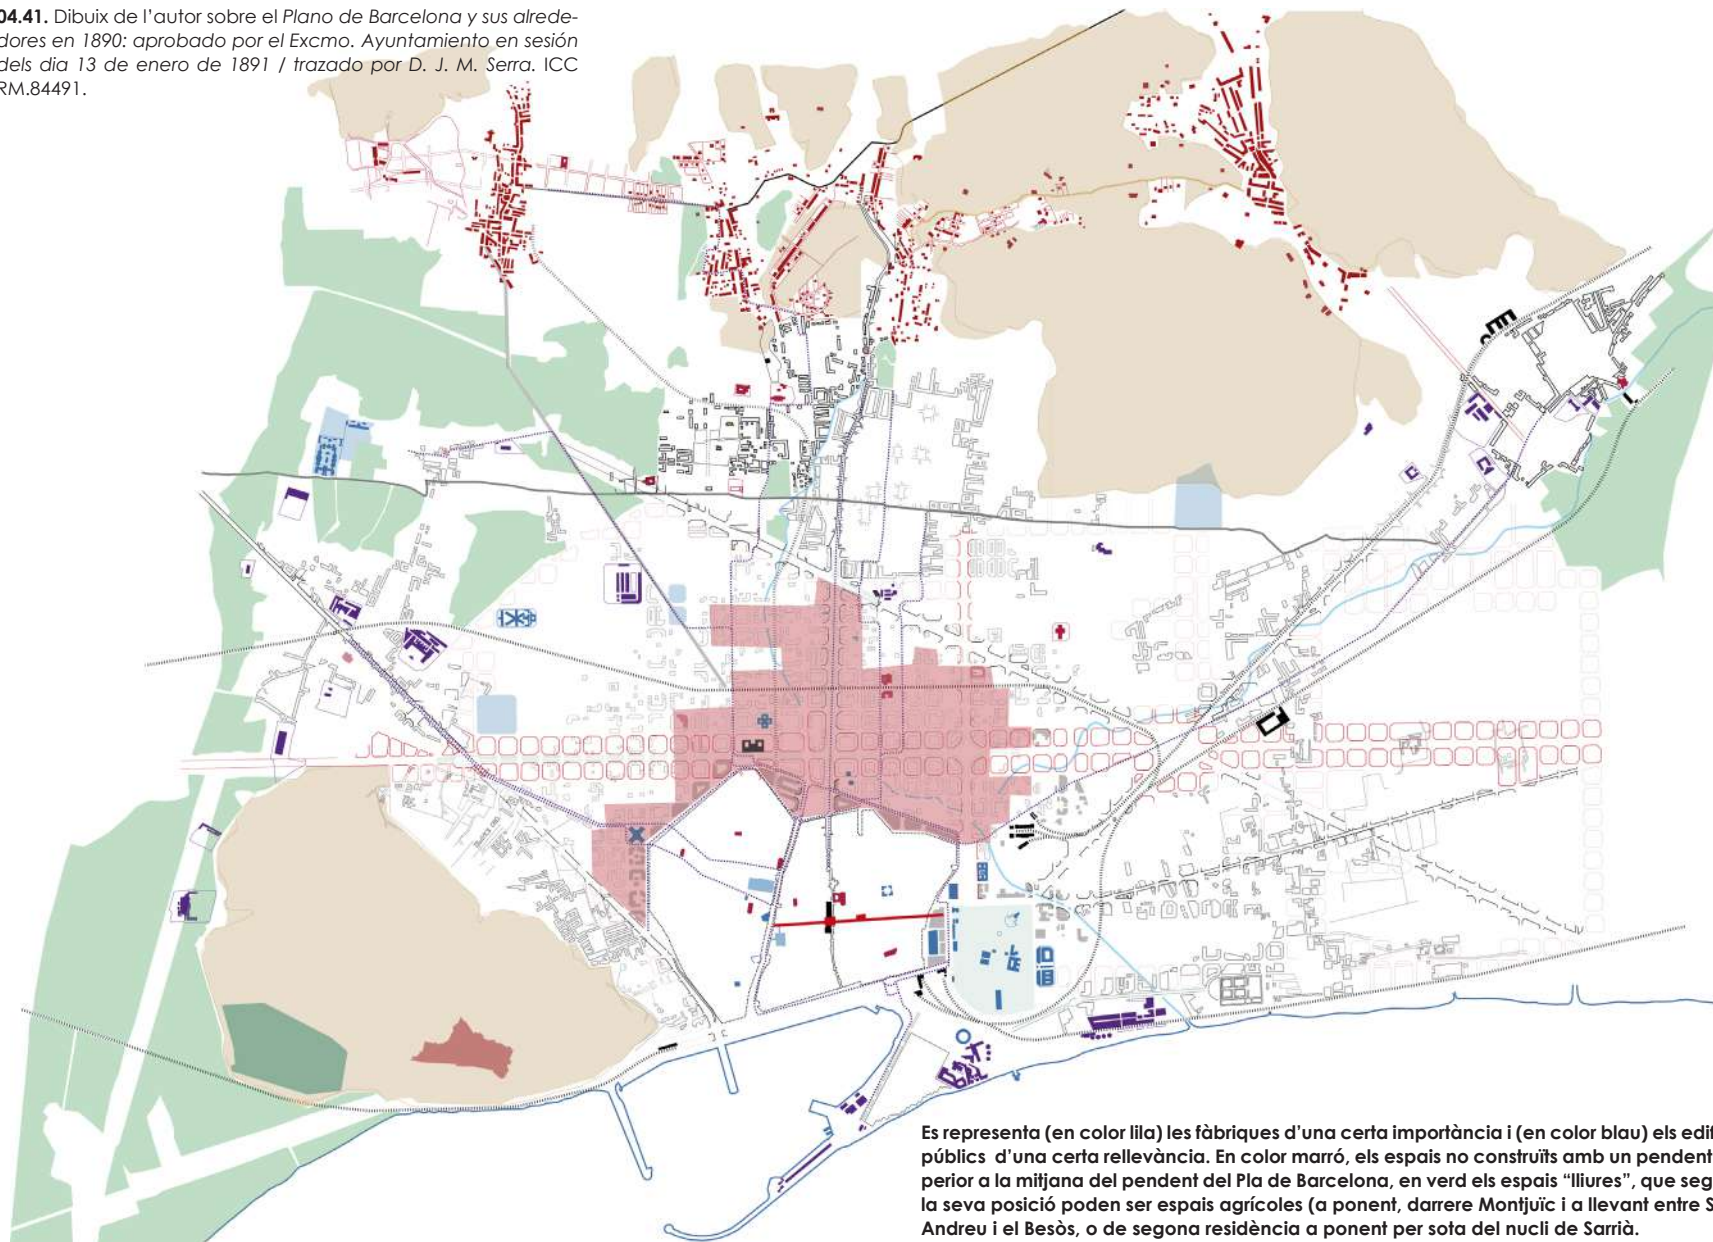 04.41. Dibuix de l'autor sobre el Plano de Barcelona y sus alrede-
dores en 1890: aprobado por el Excmo. Ayuntamiento en sesión
dels dia 13 de enero de 1891 / trazado por D. J. M. Serra. ICC
RM.84491.
Es representa (en color lila) les fàbriques d'una certa importància i (en color blau) els edif
públics d'una certa rellevància. En color marró, els espais no construïts amb un pendent
perior a la mitjana del pendent del Pla de Barcelona, en verd els espais "lliures", que seg
la seva posició poden ser espais agrícoles (a ponent, darrere Montjuïc i a llevant entre S
Andreu i el Besòs, o de segona residència a ponent per sota del nucli de Sarrià.